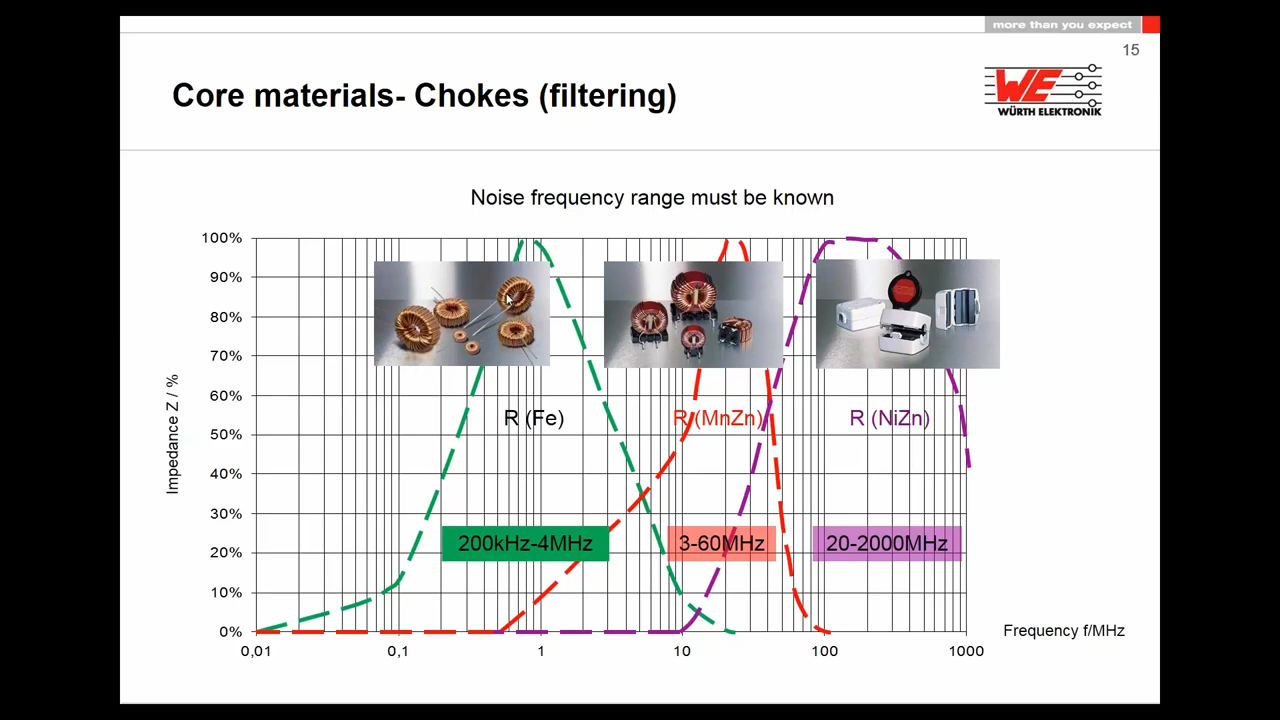 more than you expect
15
Core materials- Chokes (filtering)
WE
WÜRTH ELEKTRONIK
Noise frequency range must be known
100%
90%
80%
70%
60%
50%
40%
30%
20%
10%
0%
Impedance Z / %
R (Fe)
R (MnZn)
R (NiZn)
200kHz-4MHz
3-60MHz
20-2000MHz
0,01
0,1
1
10
100
1000
Frequency f/MHz